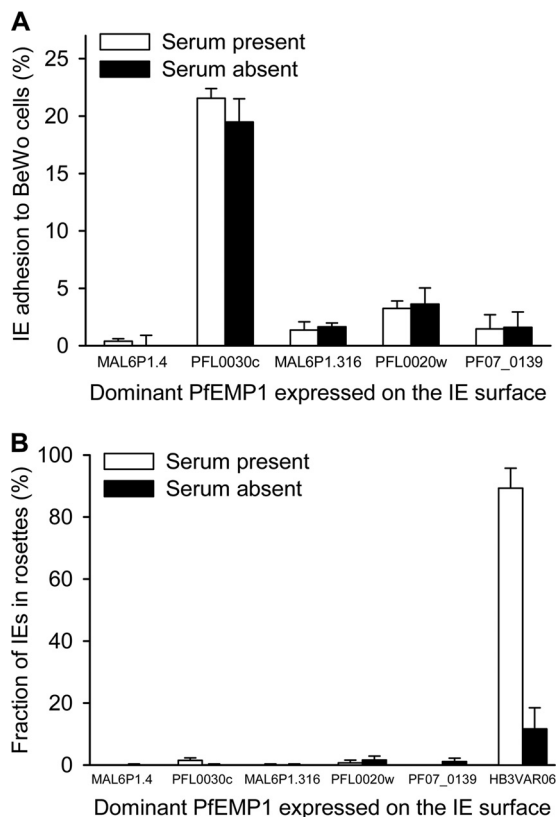 A
Serum present
Serum absent
IE adhesion to BeWo cells (%)
25
20
15
10
5
0
MAL6P1.4 PFL0030c MAL6P1.316 PFL0020w PF07_0139
Dominant PfEMP1 expressed on the IE surface
B
Serum present
Serum absent
Fraction of IEs in rosettes (%)
100
80
60
40
20
0
MAL6P1.4 PFL0030c MAL6P1.316 PFL0020w PF07_0139 HB3VAR06
Dominant PfEMP1 expressed on the IE surface